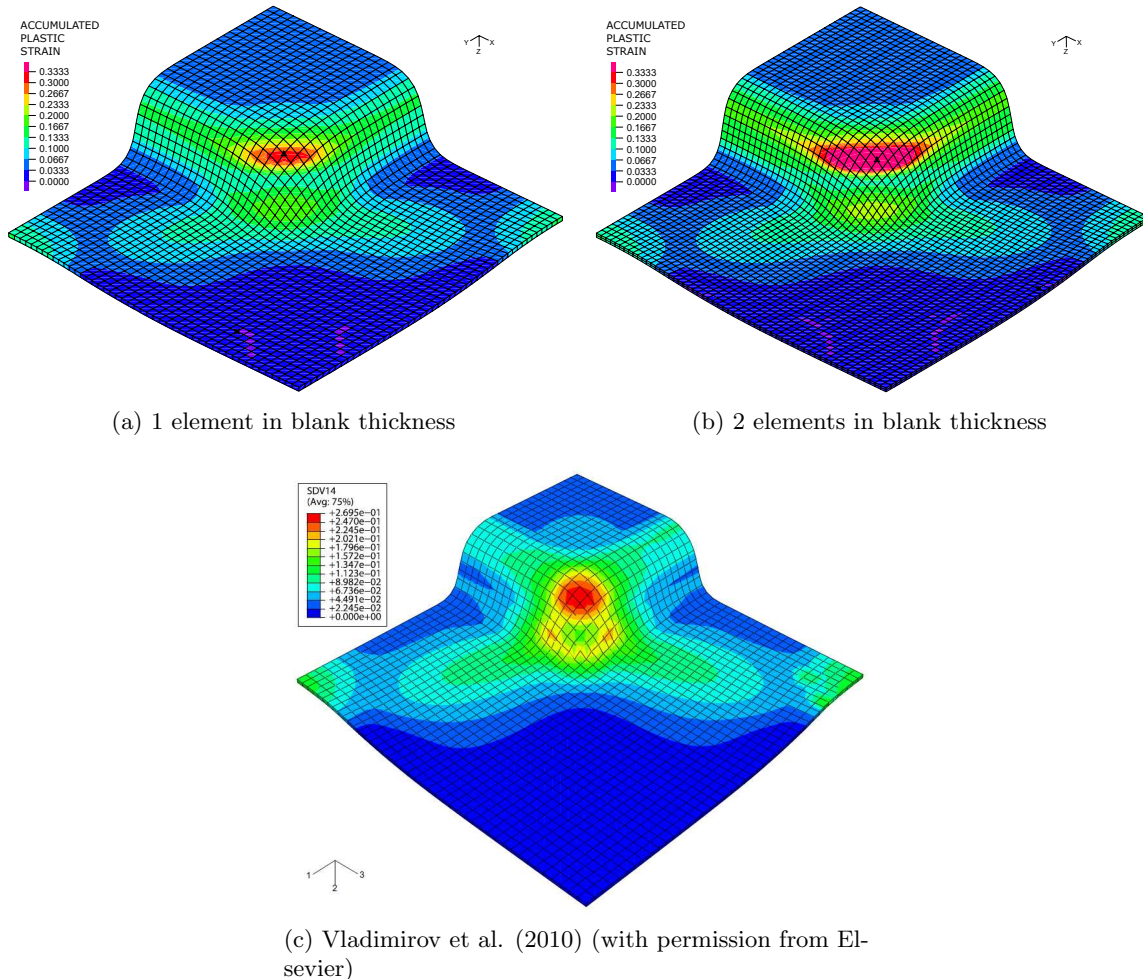 ACCUMULATED
PLASTIC
STRAIN
0.3333
0.3000
0.2667
0.2333
0.2000
0.1667
0.1333
0.1000
0.0667
0.0333
0.0000
Y X
Z
(a) 1 element in blank thickness
ACCUMULATED
PLASTIC
STRAIN
0.3333
0.3000
0.2667
0.2333
0.2000
0.1667
0.1333
0.1000
0.0667
0.0333
0.0000
Y X
Z
(b) 2 elements in blank thickness
SDV14
(Avg: 75%)
+2.695e-01
+2.470e-01
+2.245e-01
+2.021e-01
+1.796e-01
+1.572e-01
+1.347e-01
+1.123e-01
+8.982e-02
+6.736e-02
+4.491e-02
+2.245e-02
+0.000e+00
1 3
2
(c) Vladimirov et al. (2010) (with permission from El-
sevier)